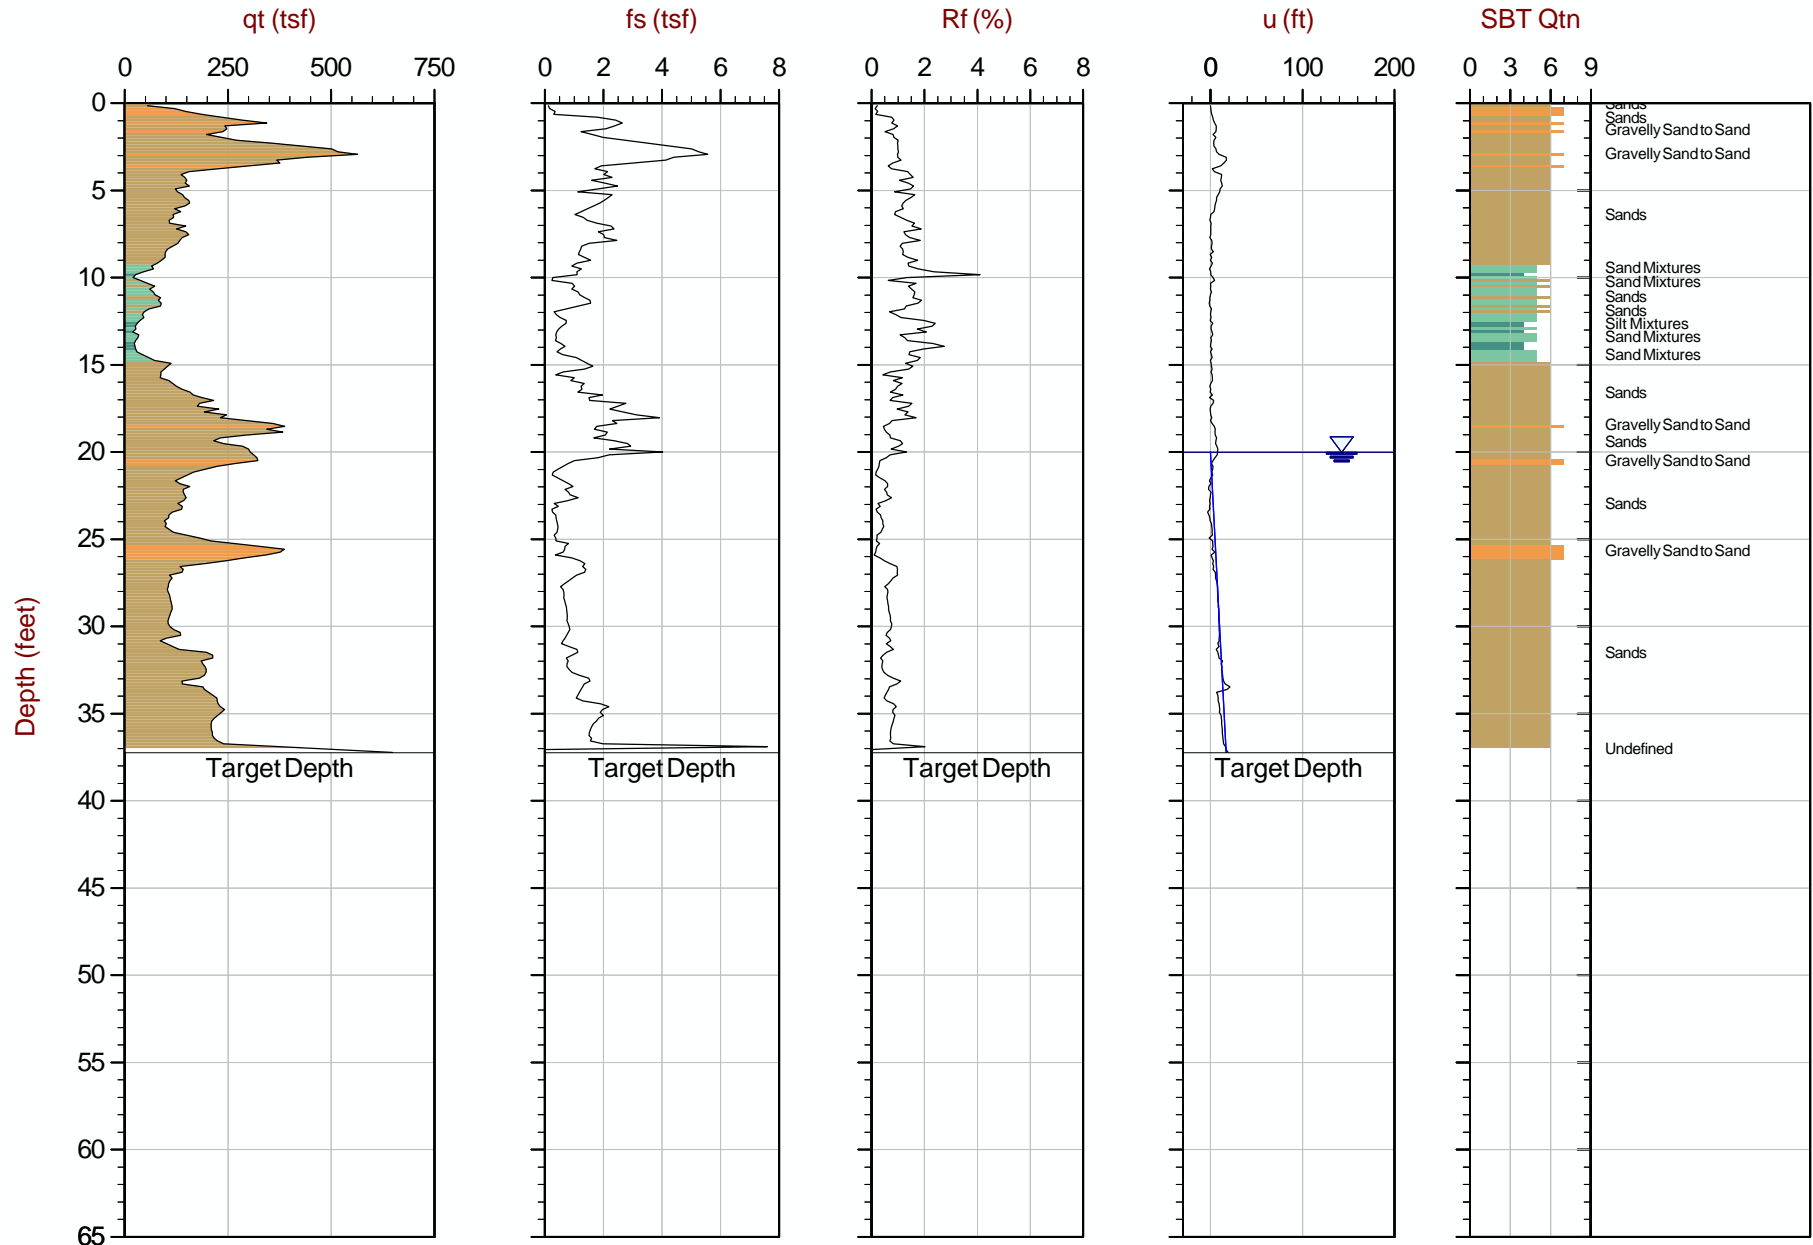 qt (tsf)
fs (tsf)
Rf (%)
u (ft)
SBT Qtn
0 250 500 750
0 2 4 6 8
0 2 4 6 8
0 100 200
0 3 6 9
Depth (feet)
0
5
10
15
20
25
30
35
40
45
50
55
60
65
Target Depth
Target Depth
Target Depth
Target Depth
Sands
Sands
Gravelly Sand to Sand
Gravelly Sand to Sand
Sands
Sand Mixtures
Sand Mixtures
Sands
Sands
Silt Mixtures
Sand Mixtures
Sand Mixtures
Sands
Gravelly Sand to Sand
Sands
Gravelly Sand to Sand
Sands
Gravelly Sand to Sand
Sands
Undefined